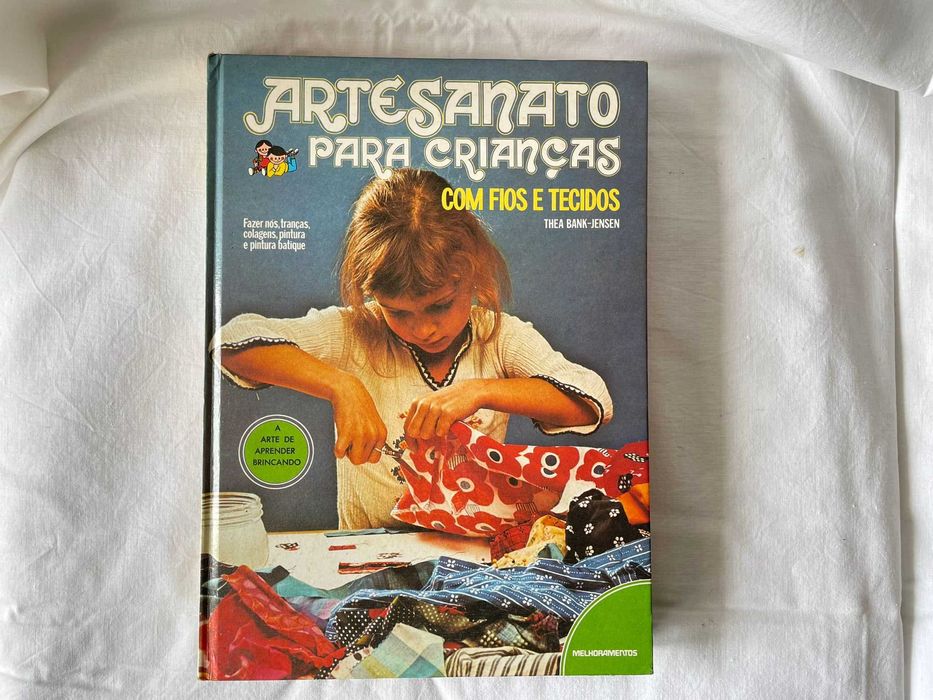 ARTESANATO
PARA CRIANÇAS
COM FIOS E TECIDOS
THEA BANK-JENSEN
Fazer nós, tranças,
colagens, pintura
e pintura batique
A
ARTE DE
APRENDER
BRINCANDO
MELHORAMENTOS